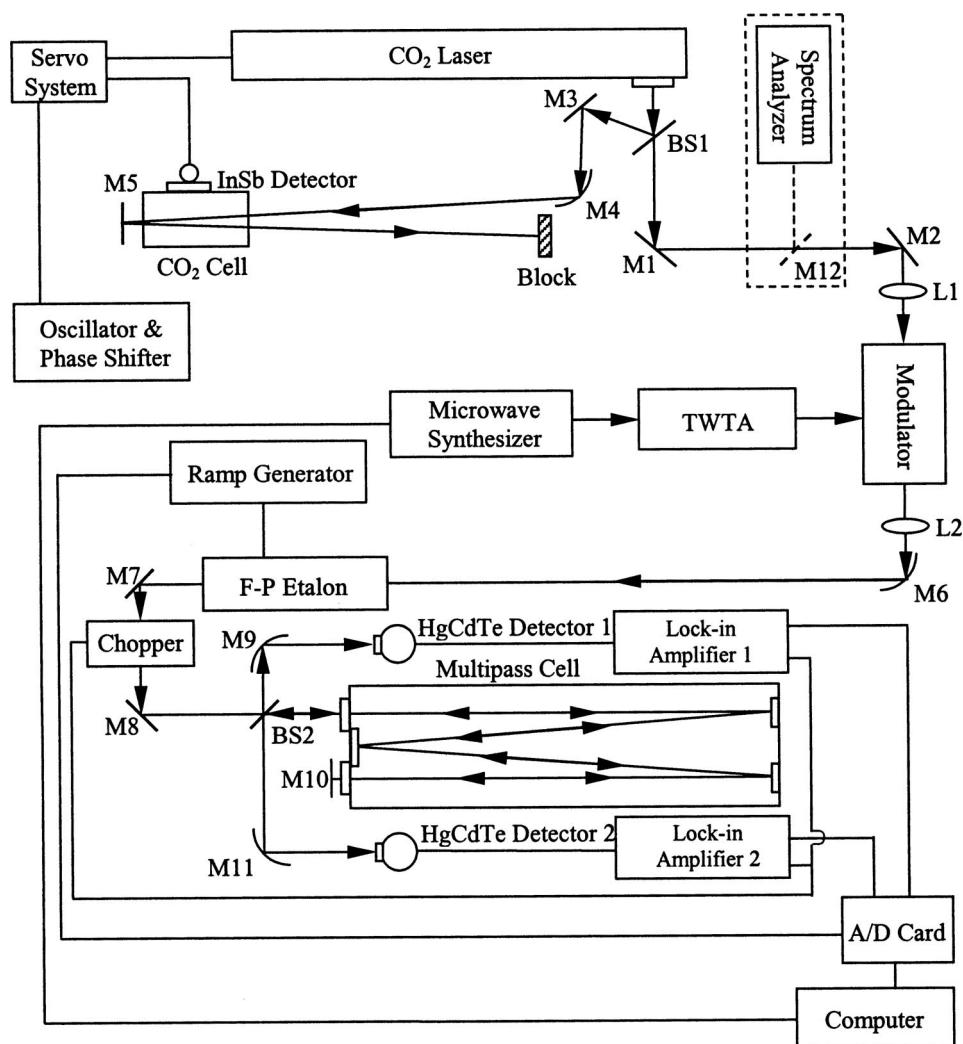 Servo
System
CO₂ Laser
Spectrum
Analyzer
M3
BS1
M5
InSb Detector
M4
CO₂ Cell
Block
M1
M12
M2
L1
Oscillator &
Phase Shifter
Modulator
Microwave
Synthesizer
TWTA
Ramp Generator
L2
M7
F-P Etalon
M6
Chopper
M9
HgCdTe Detector 1
Lock-in
Amplifier 1
Multipass Cell
M8
BS2
M10
HgCdTe Detector 2
Lock-in
Amplifier 2
M11
A/D Card
Computer